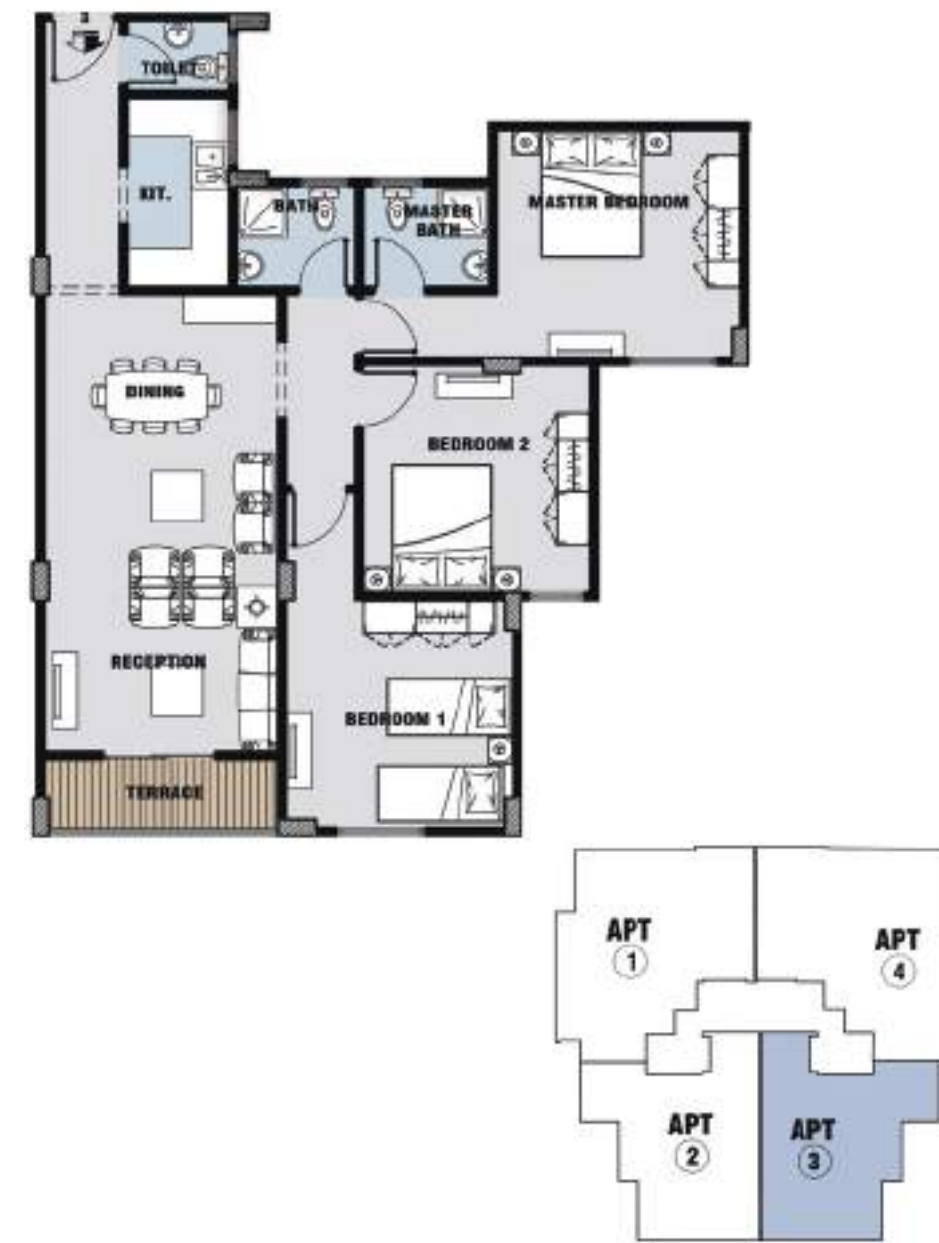 TOILET
KIT.
BATH
MASTER
BATH
MASTER BEDROOM
DINING
BEDROOM 2
RECEPTION
BEDROOM 1
TERRACE
APT
1
APT
4
APT
2
APT
3